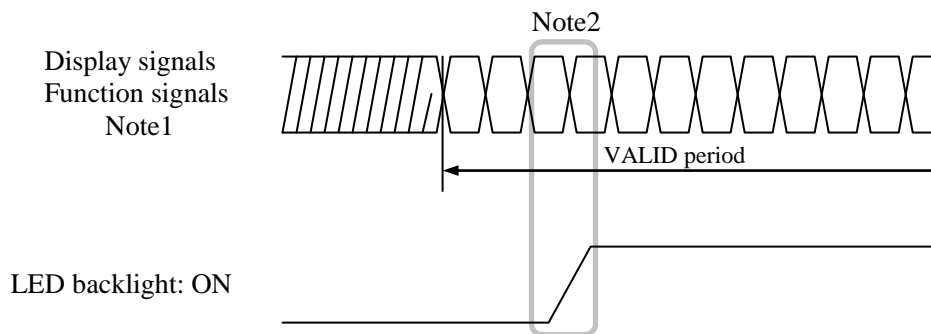 Note2
Display signals
Function signals
Note1
VALID period
LED backlight: ON